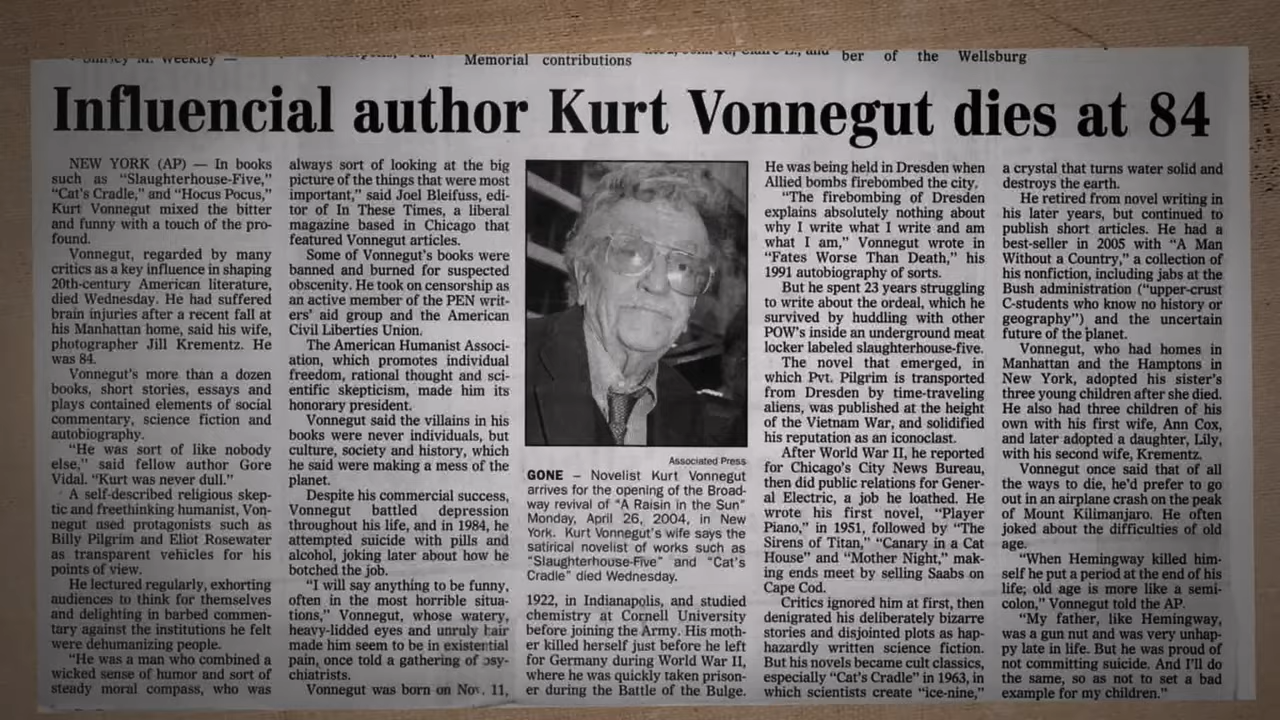 Memorial contributions
ber of the Wellsburg
Influencial author Kurt Vonnegut dies at 84
NEW YORK (AP) — In books
such as “Slaughterhouse-Five,”
“Cat’s Cradle,” and “Hocus Pocus,”
Kurt Vonnegut mixed the bitter
and funny with a touch of the pro-
found.
Vonnegut, regarded by many
critics as a key influence in shaping
20th-century American literature,
died Wednesday. He had suffered
brain injuries after a recent fall at
his Manhattan home, said his wife,
photographer Jill Krementz. He
was 84.
Vonnegut’s more than a dozen
books, short stories, essays and
plays contained elements of social
commentary, science fiction and
autobiography.
“He was sort of like nobody
else,” said fellow author Gore
Vidal. “Kurt was never dull.”
A self-described religious skep-
tic and freethinking humanist, Von-
negut used protagonists such as
Billy Pilgrim and Eliot Rosewater
as transparent vehicles for his
points of view.
He lectured regularly, exhorting
audiences to think for themselves
and delighting in barbed commen-
tary against the institutions he felt
were dehumanizing people.
“He was a man who combined a
wicked sense of humor and sort of
steady moral compass, who was
always sort of looking at the big
picture of the things that were most
important,” said Joel Bleifuss, edi-
tor of In These Times, a liberal
magazine based in Chicago that
featured Vonnegut articles.
Some of Vonnegut’s books were
banned and burned for suspected
obscenity. He took on censorship as
an active member of the PEN writ-
ers’ aid group and the American
Civil Liberties Union.
The American Humanist Associ-
ation, which promotes individual
freedom, rational thought and sci-
entific skepticism, made him its
honorary president.
Vonnegut said the villains in his
books were never individuals, but
culture, society and history, which
he said were making a mess of the
planet.
Despite his commercial success,
Vonnegut battled depression
throughout his life, and in 1984, he
attempted suicide with pills and
alcohol, joking later about how he
botched the job.
“I will say anything to be funny,
often in the most horrible situa-
tions,” Vonnegut, whose watery,
heavy-lidded eyes and unruly hair
made him seem to be in existential
pain, once told a gathering of psy-
chiatrists.
Vonnegut was born on Nov. 11,
Associated Press
GONE – Novelist Kurt Vonnegut
arrives for the opening of the Broad-
way revival of “A Raisin in the Sun”
Monday, April 26, 2004, in New
York. Kurt Vonnegut’s wife says the
satirical novelist of works such as
“Slaughterhouse-Five” and “Cat’s
Cradle” died Wednesday.
1922, in Indianapolis, and studied
chemistry at Cornell University
before joining the Army. His moth-
er killed herself just before he left
for Germany during World War II,
where he was quickly taken prison-
er during the Battle of the Bulge.
He was being held in Dresden when
Allied bombs firebombed the city.
“The firebombing of Dresden
explains absolutely nothing about
why I write what I write and am
what I am,” Vonnegut wrote in
“Fates Worse Than Death,” his
1991 autobiography of sorts.
But he spent 23 years struggling
to write about the ordeal, which he
survived by huddling with other
POW’s inside an underground meat
locker labeled slaughterhouse-five.
The novel that emerged, in
which Pvt. Pilgrim is transported
from Dresden by time-traveling
aliens, was published at the height
of the Vietnam War, and solidified
his reputation as an iconoclast.
After World War II, he reported
for Chicago’s City News Bureau,
then did public relations for Gener-
al Electric, a job he loathed. He
wrote his first novel, “Player
Piano,” in 1951, followed by “The
Sirens of Titan,” “Canary in a Cat
House” and “Mother Night,” mak-
ing ends meet by selling Saabs on
Cape Cod.
Critics ignored him at first, then
denigrated his deliberately bizarre
stories and disjointed plots as hap-
hazardly written science fiction.
But his novels became cult classics,
especially “Cat’s Cradle” in 1963, in
which scientists create “ice-nine,”
a crystal that turns water solid and
destroys the earth.
He retired from novel writing in
his later years, but continued to
publish short articles. He had a
best-seller in 2005 with “A Man
Without a Country,” a collection of
his nonfiction, including jabs at the
Bush administration (“upper-crust
C-students who know no history or
geography”) and the uncertain
future of the planet.
Vonnegut, who had homes in
Manhattan and the Hamptons in
New York, adopted his sister’s
three young children after she died.
He also had three children of his
own with his first wife, Ann Cox,
and later adopted a daughter, Lily,
with his second wife, Krementz.
Vonnegut once said that of all
the ways to die, he’d prefer to go
out in an airplane crash on the peak
of Mount Kilimanjaro. He often
joked about the difficulties of old
age.
“When Hemingway killed him-
self he put a period at the end of his
life; old age is more like a semi-
colon,” Vonnegut told the AP.
“My father, like Hemingway,
was a gun nut and was very unhap-
py late in life. But he was proud of
not committing suicide. And I’ll do
the same, so as not to set a bad
example for my children.”